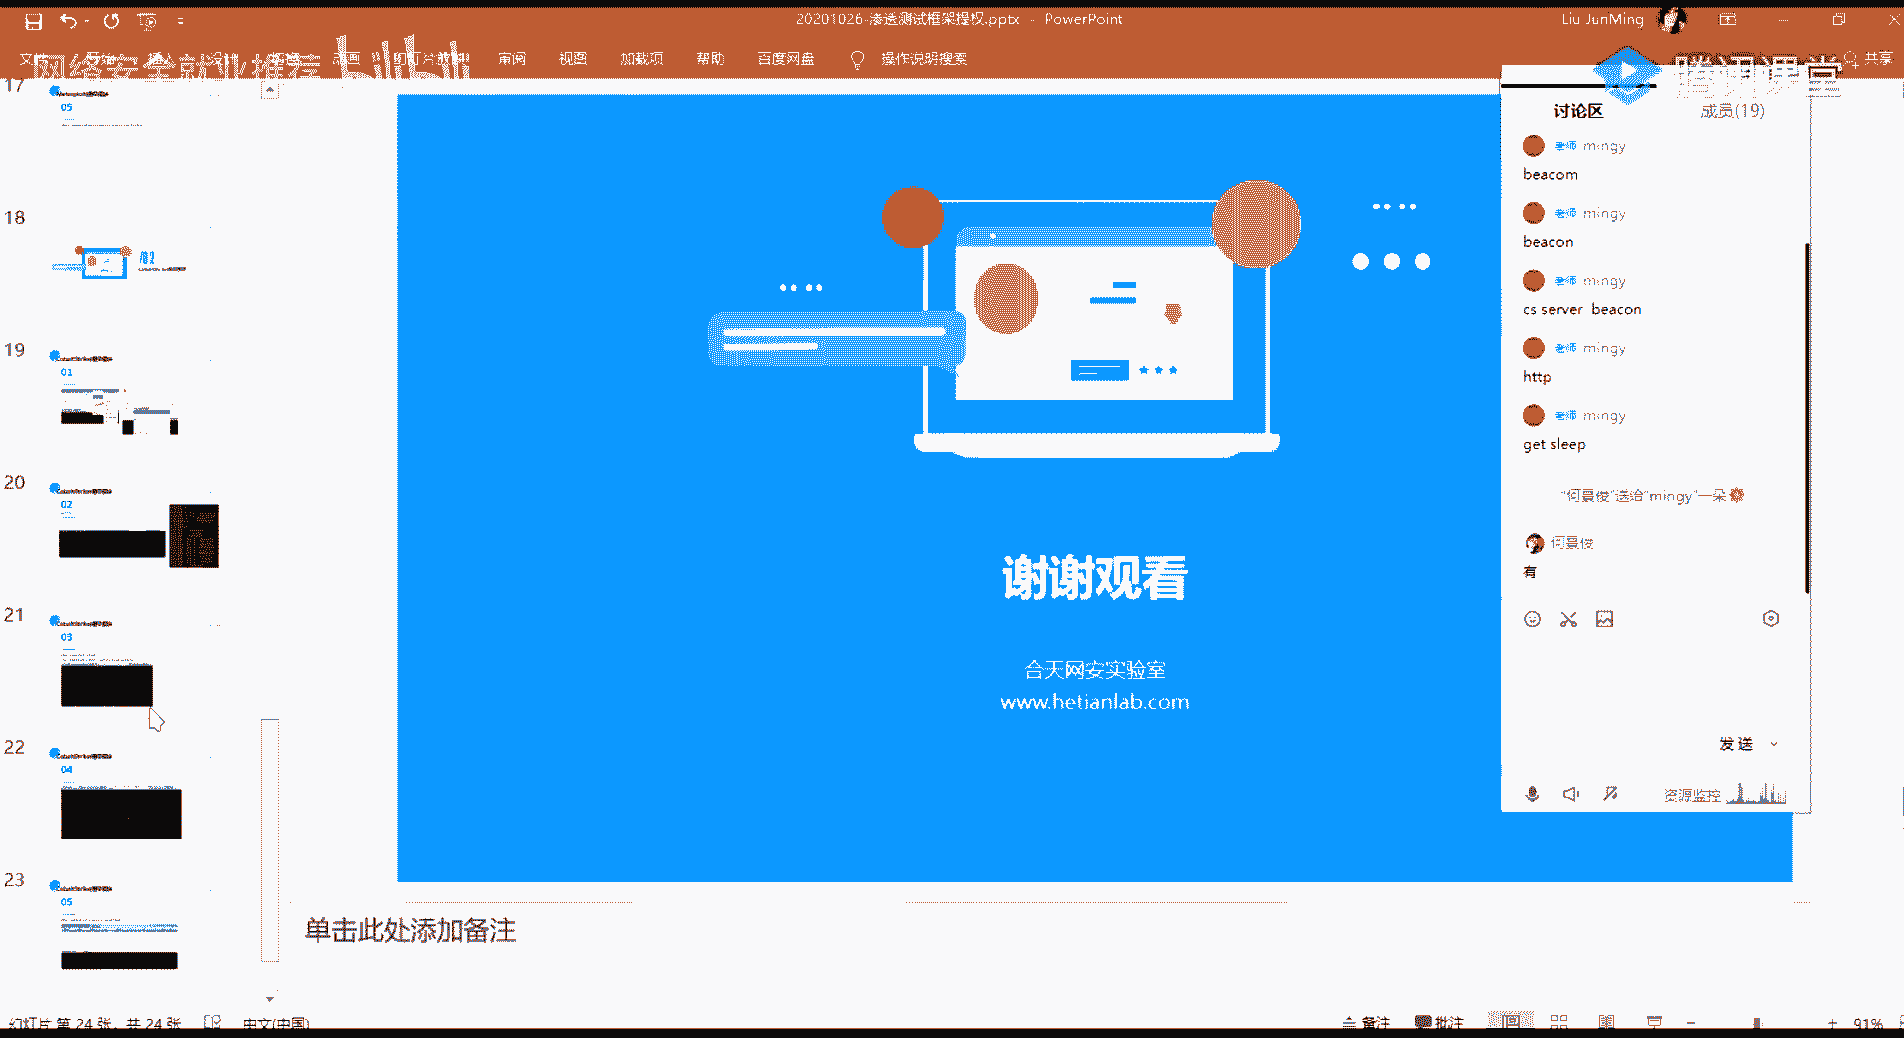 20201026-渗透测试框架提权.pptx - PowerPoint
Liu JunMing
审阅
视图
加载项
帮助
百度网盘
操作说明搜索
共享
网络安全就业推荐
bilibili
腾讯课堂
17
05
18
02
19
01
20
02
21
03
22
04
23
05
谢谢观看
合天网安实验室
www.hetianlab.com
讨论区
成员(19)
老师 mingy
beacom
老师 mingy
beacon
老师 mingy
cs server beacon
老师 mingy
http
老师 mingy
get sleep
"何晨俊"送给"mingy"一朵
有
发送
资源监控
单击此处添加备注
幻灯片 第 24 张，共 24 张
中文(中国)
备注
批注
91%